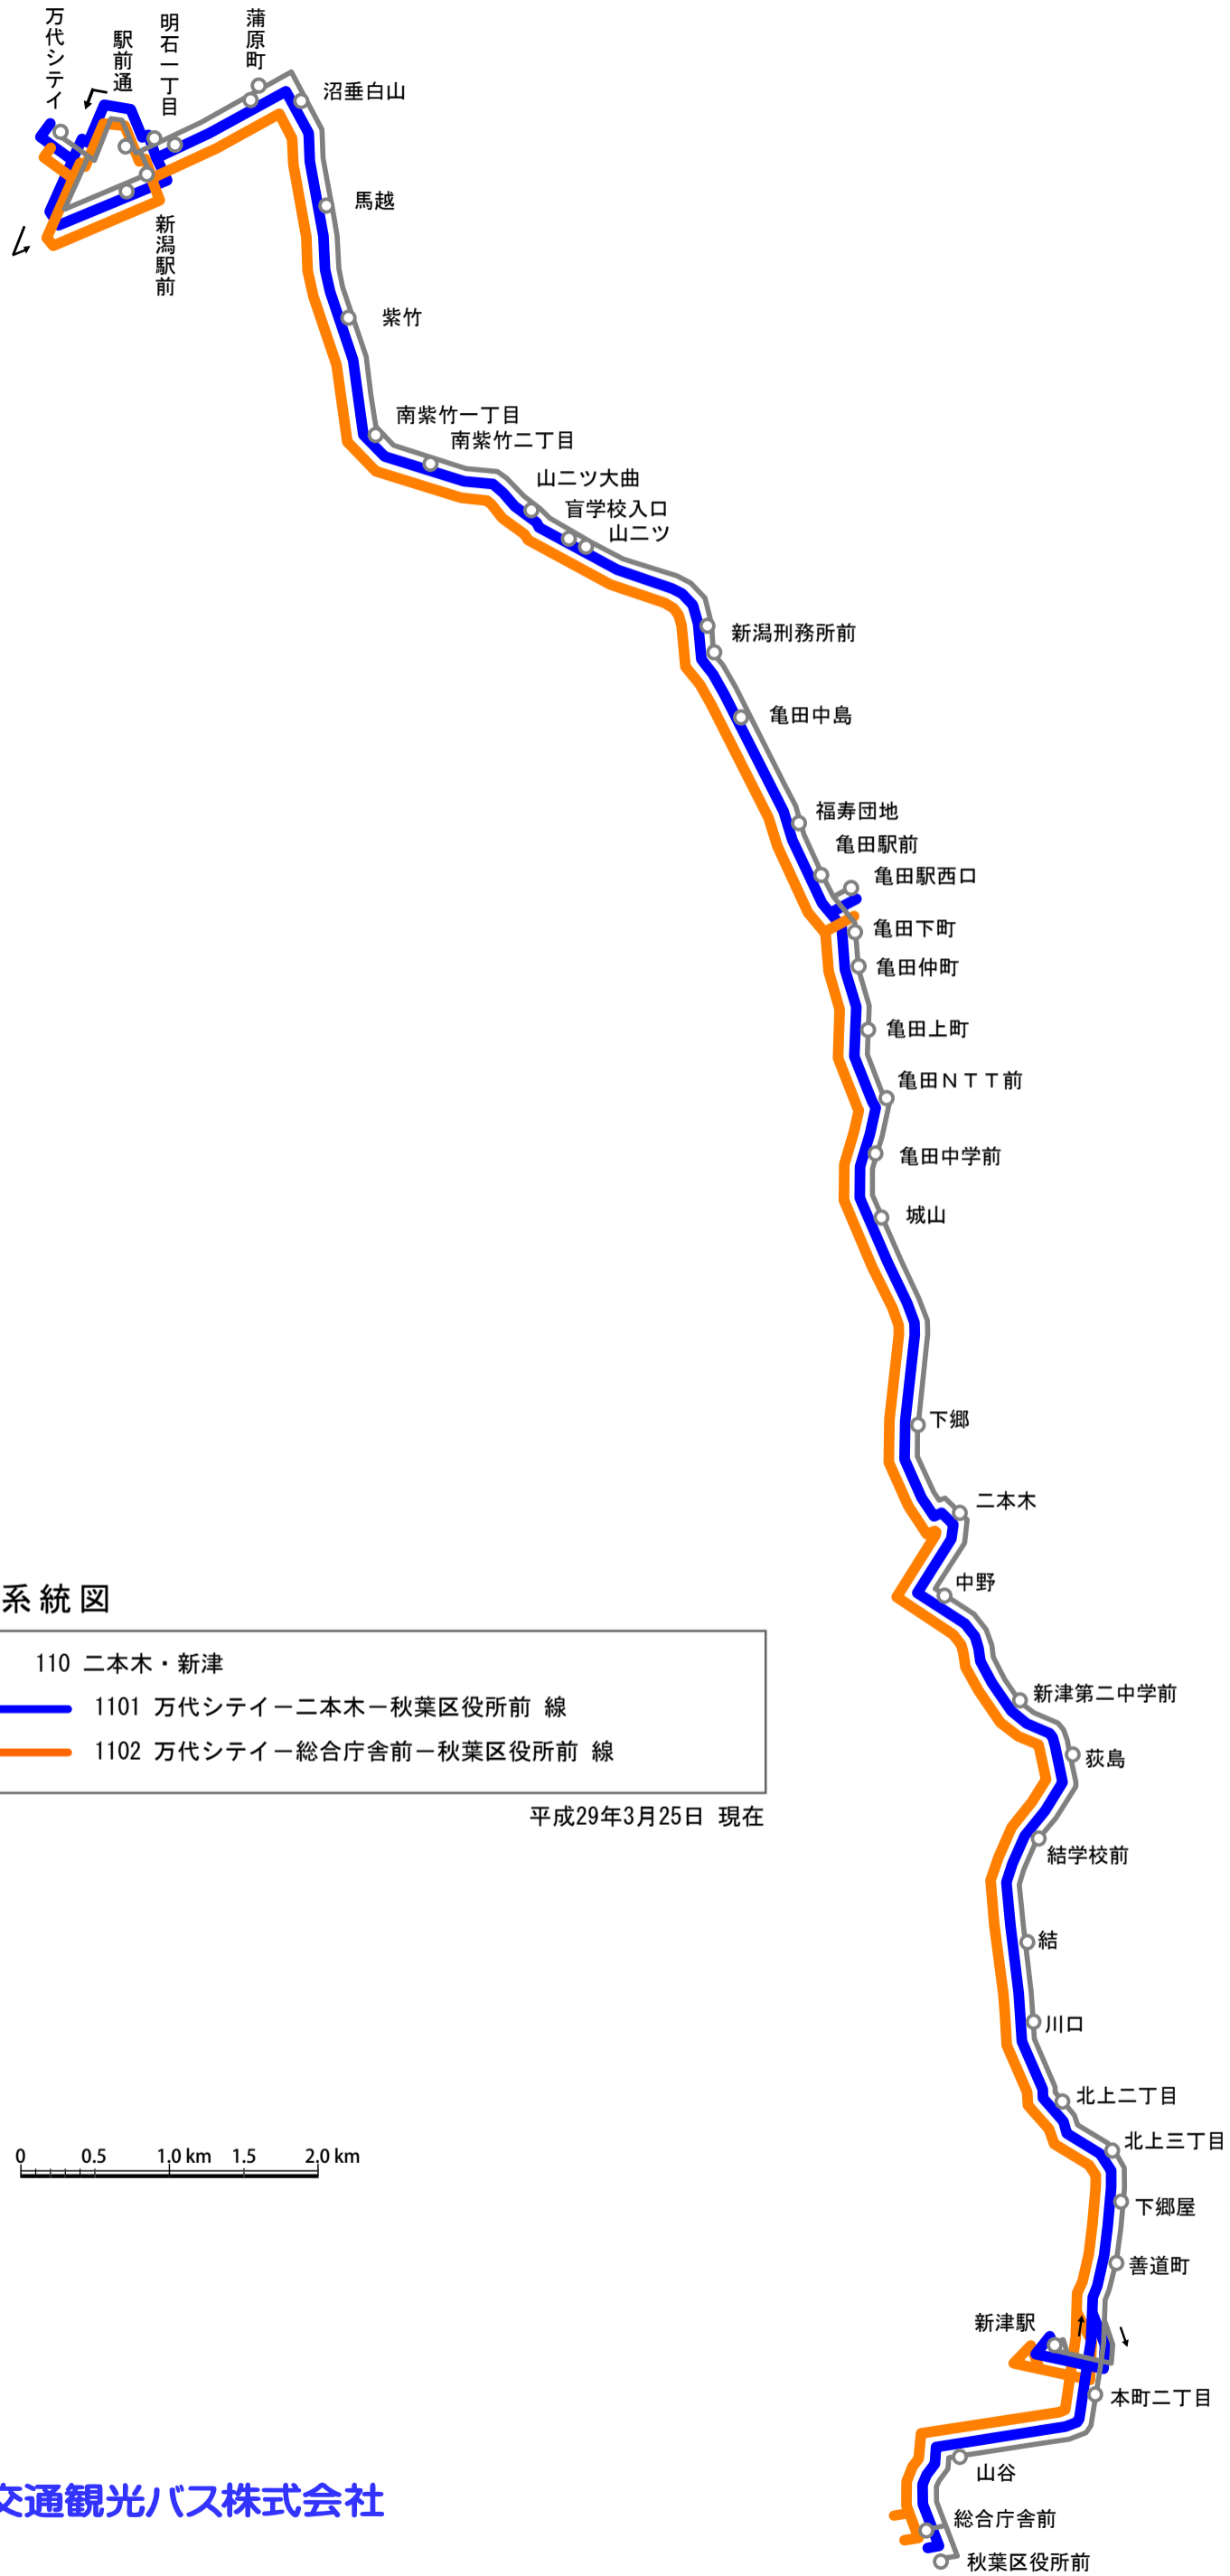 万代シテイ
駅前通
明石一丁目
蒲原町
沼垂白山
馬越
新潟駅前
紫竹
南紫竹一丁目
南紫竹二丁目
山二ツ大曲
盲学校入口
山二ツ
新潟刑務所前
亀田中島
福寿団地
亀田駅前
亀田駅西口
亀田下町
亀田仲町
亀田上町
亀田ＮＴＴ前
亀田中学前
城山
下郷
二本木
中野
系統図
110 二本木・新津
1101 万代シテイ－二本木－秋葉区役所前 線
1102 万代シテイ－総合庁舎前－秋葉区役所前 線
平成29年3月25日 現在
新津第二中学前
荻島
結学校前
結
川口
北上二丁目
北上三丁目
下郷屋
善道町
新津駅
本町二丁目
山谷
総合庁舎前
秋葉区役所前
0 0.5 1.0 km 1.5 2.0 km
交通観光バス株式会社